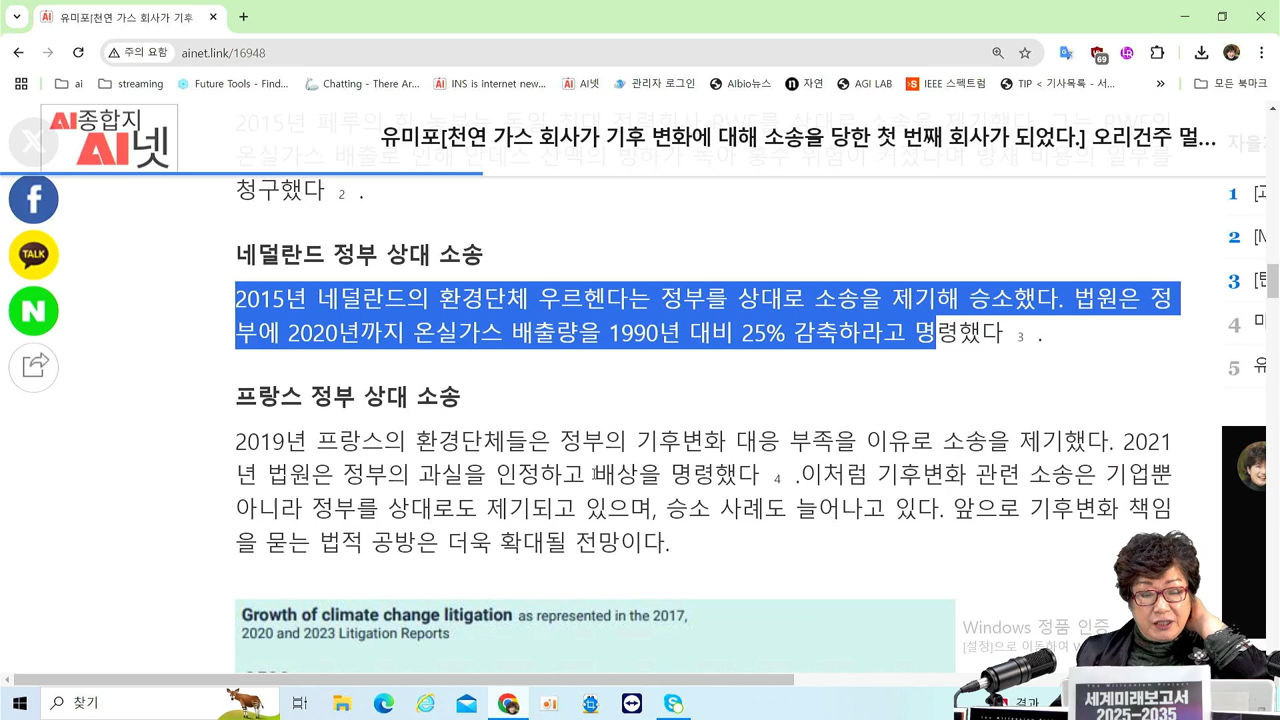 유미포[천연 가스 회사가 기후
주의 요함
ainet.link/16948
69
ai
streaming
Future Tools - Find...
Chatting - There Ar...
INS is internet new...
AI넷
관리자 로그인
Albio뉴스
자연
AGI LAB
IEEE 스펙트럼
TIP < 기사목록 - 서...
모든 북마크
AI종합지
AI넷
유미포[천연 가스 회사가 기후 변화에 대해 소송을 당한 첫 번째 회사가 되었다.] 오리건주 멀...
청구했다 2 .
네덜란드 정부 상대 소송
2015년 네덜란드의 환경단체 우르헨다는 정부를 상대로 소송을 제기해 승소했다. 법원은 정
부에 2020년까지 온실가스 배출량을 1990년 대비 25% 감축하라고 명령했다 3 .
프랑스 정부 상대 소송
2019년 프랑스의 환경단체들은 정부의 기후변화 대응 부족을 이유로 소송을 제기했다. 2021
년 법원은 정부의 과실을 인정하고 배상을 명령했다 4 .이처럼 기후변화 관련 소송은 기업뿐
아니라 정부를 상대로도 제기되고 있으며, 승소 사례도 늘어나고 있다. 앞으로 기후변화 책임
을 묻는 법적 공방은 더욱 확대될 전망이다.
Growth of climate change litigation as represented in the 2017,
2020 and 2023 Litigation Reports
TALK
N
1
2
3
4
5
Windows 정품 인증
찾기
결과
세계미래보고서
2025-2035